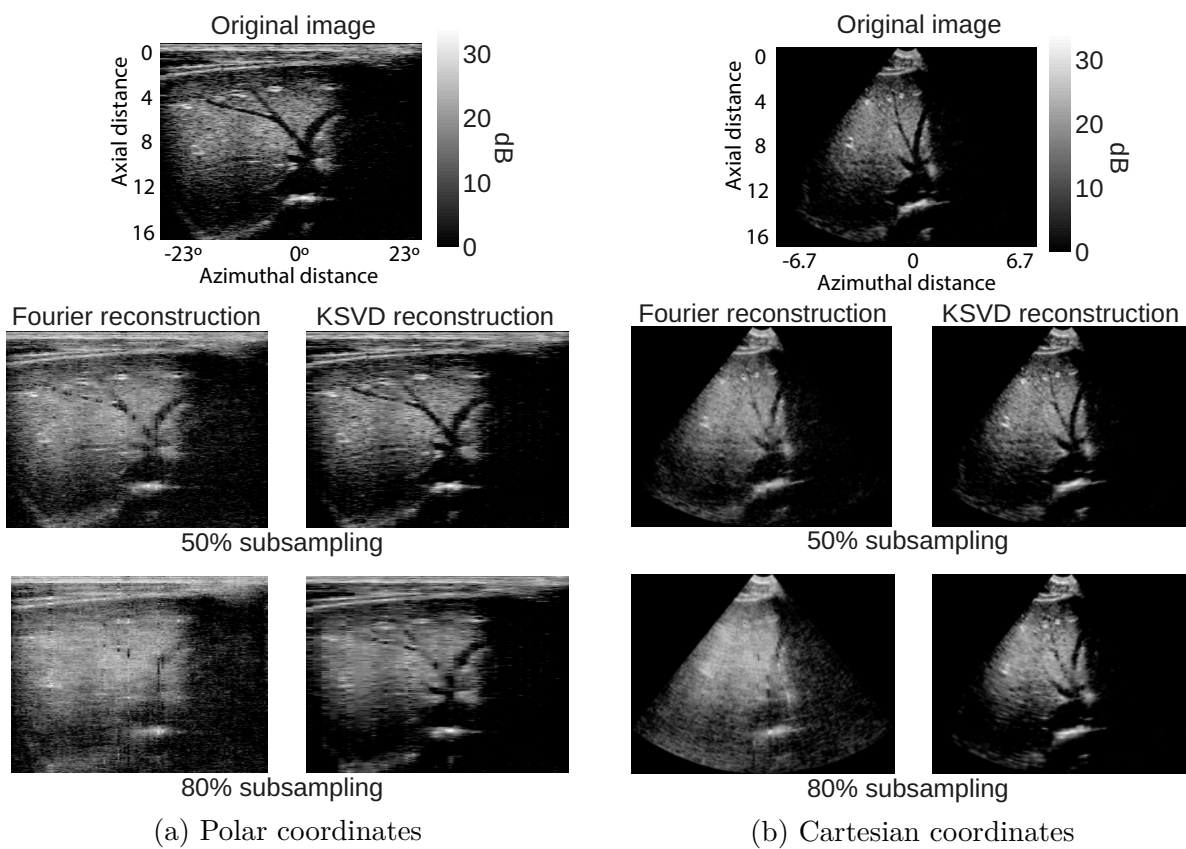 Original image
0
4
8
12
16
Axial distance
-23º
0º
23º
Azimuthal distance
30
20
10
0
dB
Fourier reconstruction
KSVD reconstruction
50% subsampling
80% subsampling
(a) Polar coordinates
Original image
0
4
8
12
16
Axial distance
-6.7
0
6.7
Azimuthal distance
30
20
10
0
dB
Fourier reconstruction
KSVD reconstruction
50% subsampling
80% subsampling
(b) Cartesian coordinates